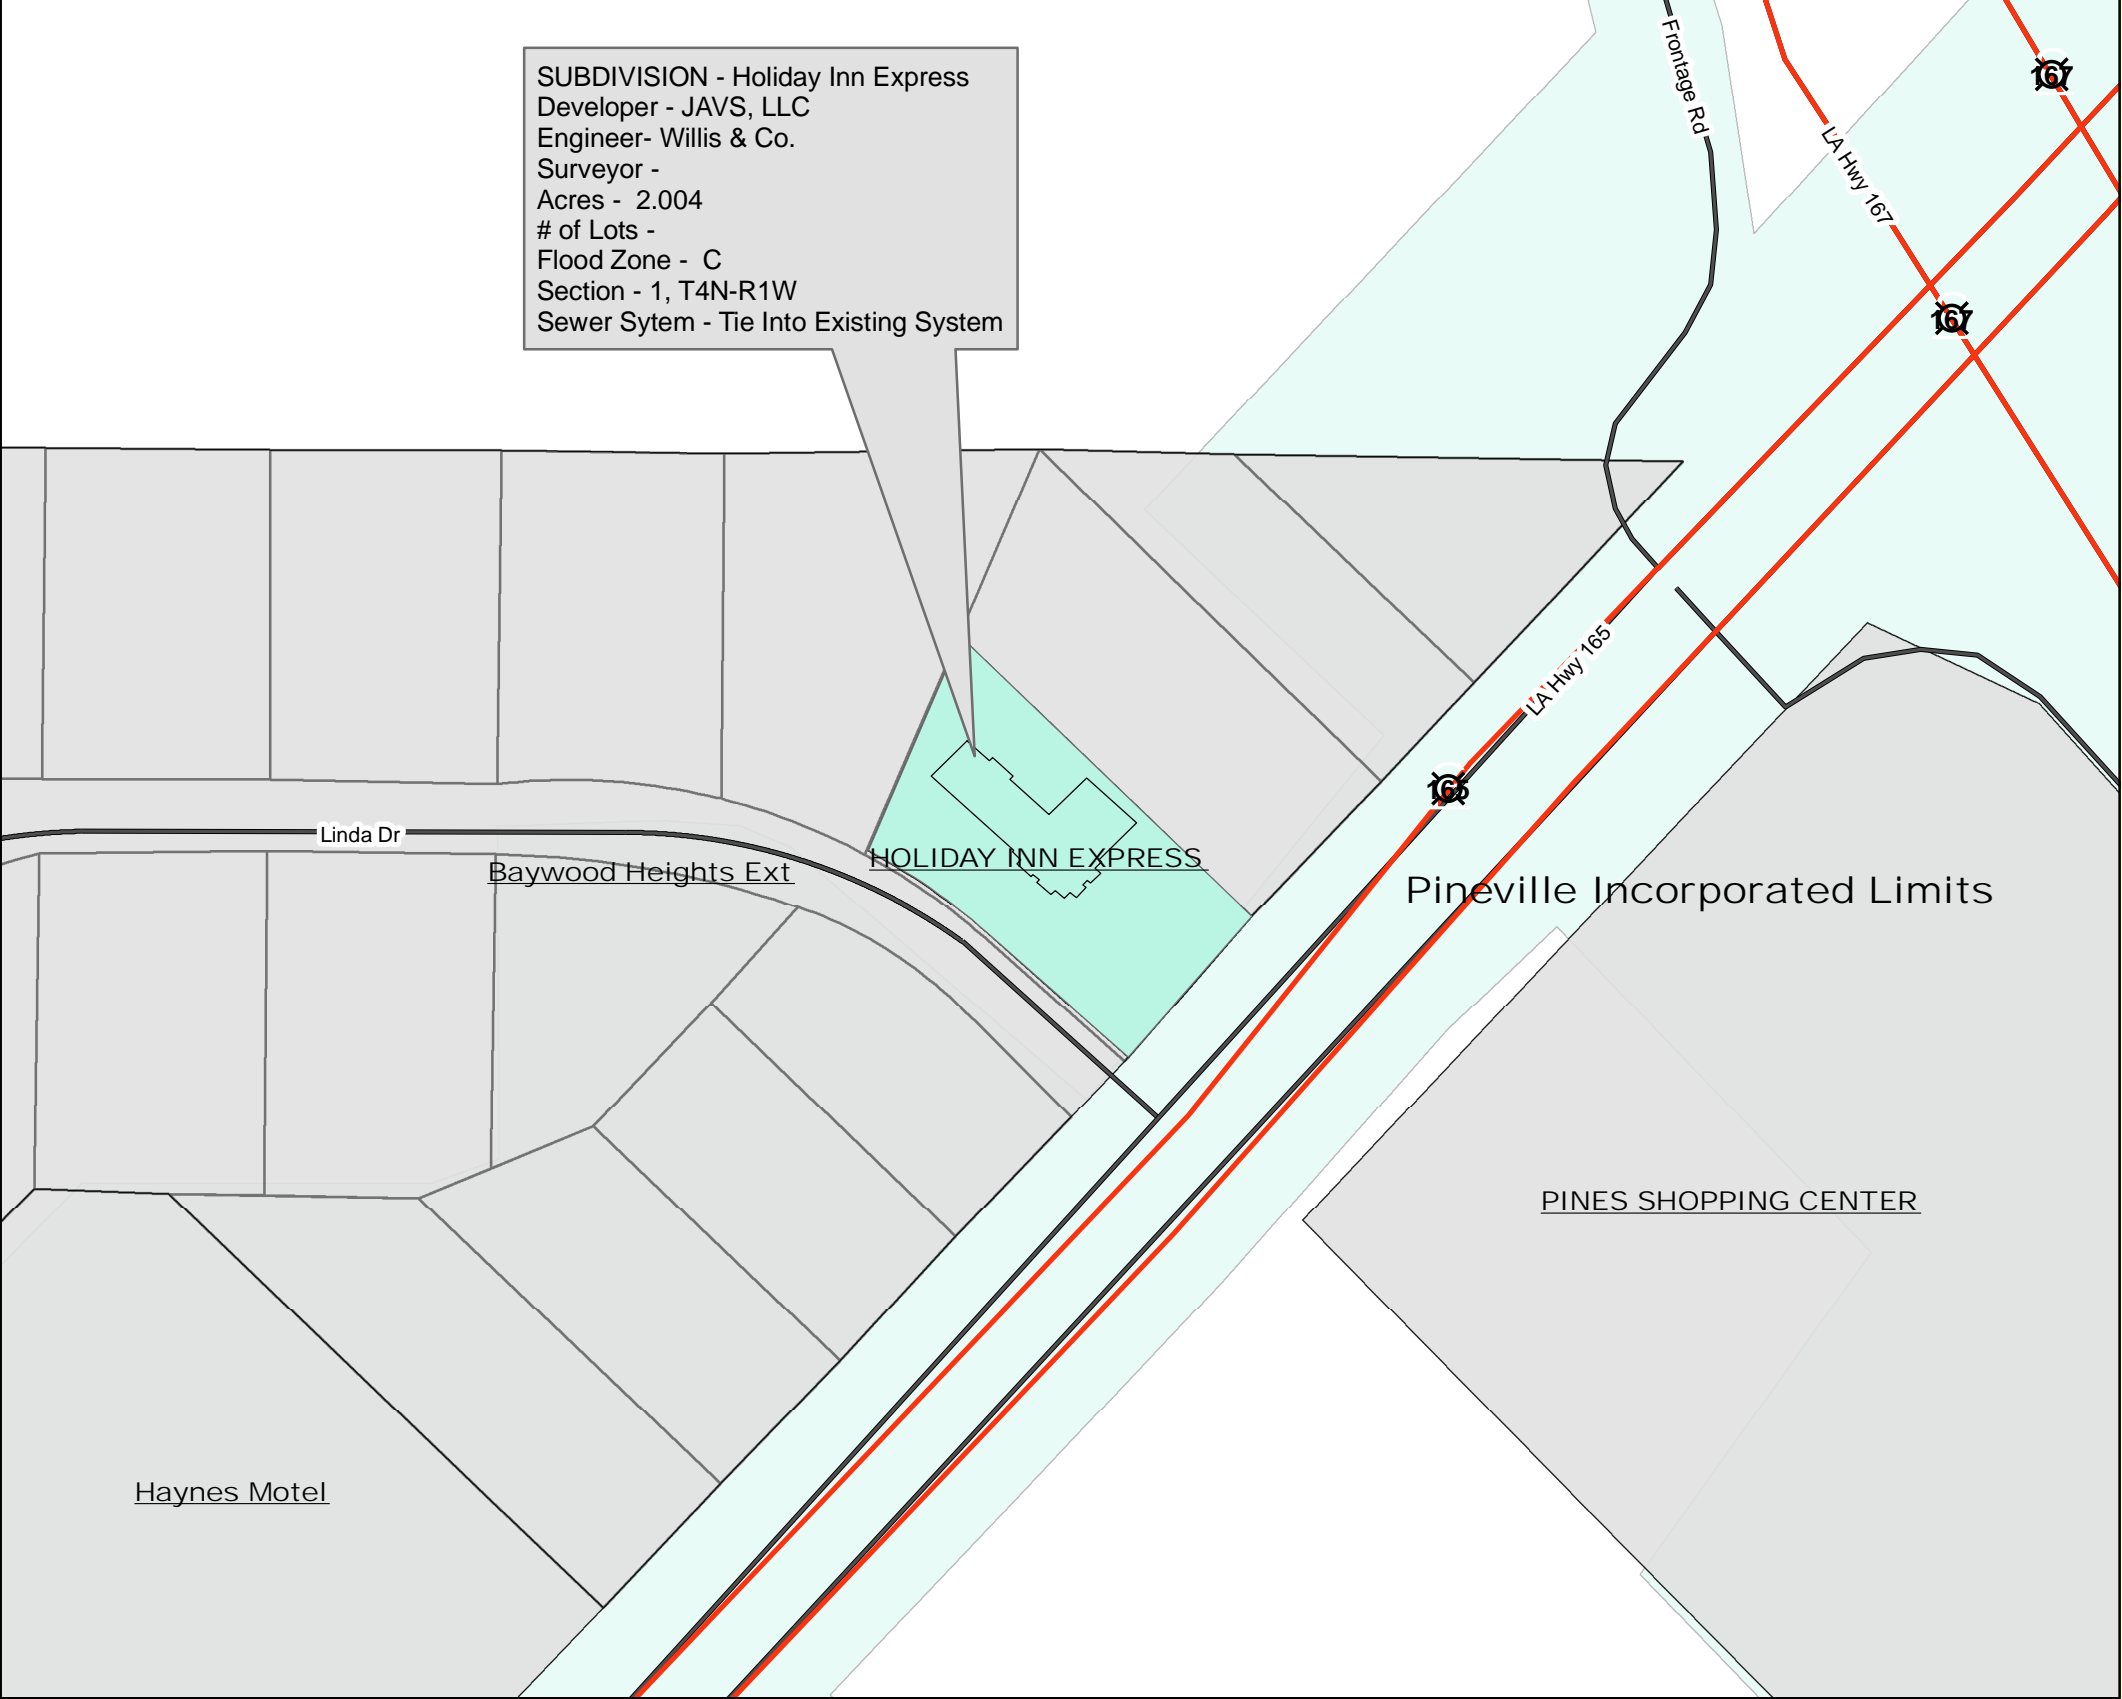 Frontage Rd
167
SUBDIVISION - Holiday Inn Express
Developer - JAVS, LLC
Engineer- Willis & Co.
Surveyor -
Acres -  2.004
# of Lots -
Flood Zone -  C
Section - 1, T4N-R1W
Sewer Sytem - Tie Into Existing System
LA Hwy 167
167
LA Hwy 165
165
Linda Dr
Baywood Heights Ext
HOLIDAY INN EXPRESS
Pineville Incorporated Limits
PINES SHOPPING CENTER
Haynes Motel